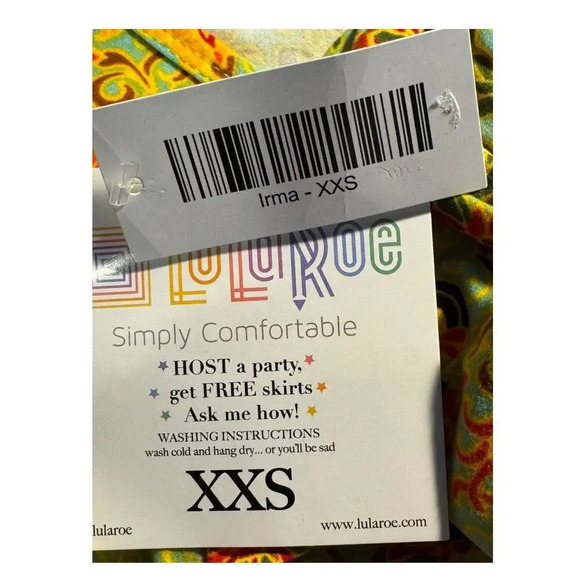 Irma - XXS
LuLaRoe
Simply Comfortable
HOST a party,
get FREE skirts
Ask me how!
WASHING INSTRUCTIONS
wash cold and hang dry... or you'll be sad
XXS
lularoe
www.lularoe.com